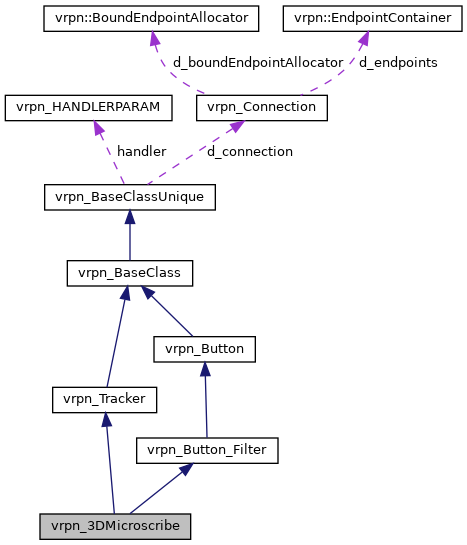 vrpn::BoundEndpointAllocator
vrpn::EndpointContainer
d_boundEndpointAllocator
d_endpoints
vrpn_HANDLERPARAM
vrpn_Connection
handler
d_connection
vrpn_BaseClassUnique
vrpn_BaseClass
vrpn_Button
vrpn_Tracker
vrpn_Button_Filter
vrpn_3DMicroscribe